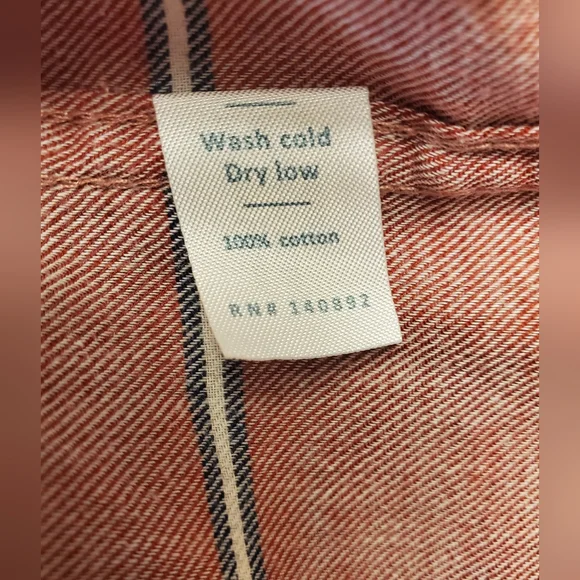 Wash cold
Dry low
100% cotton
RN# 140892